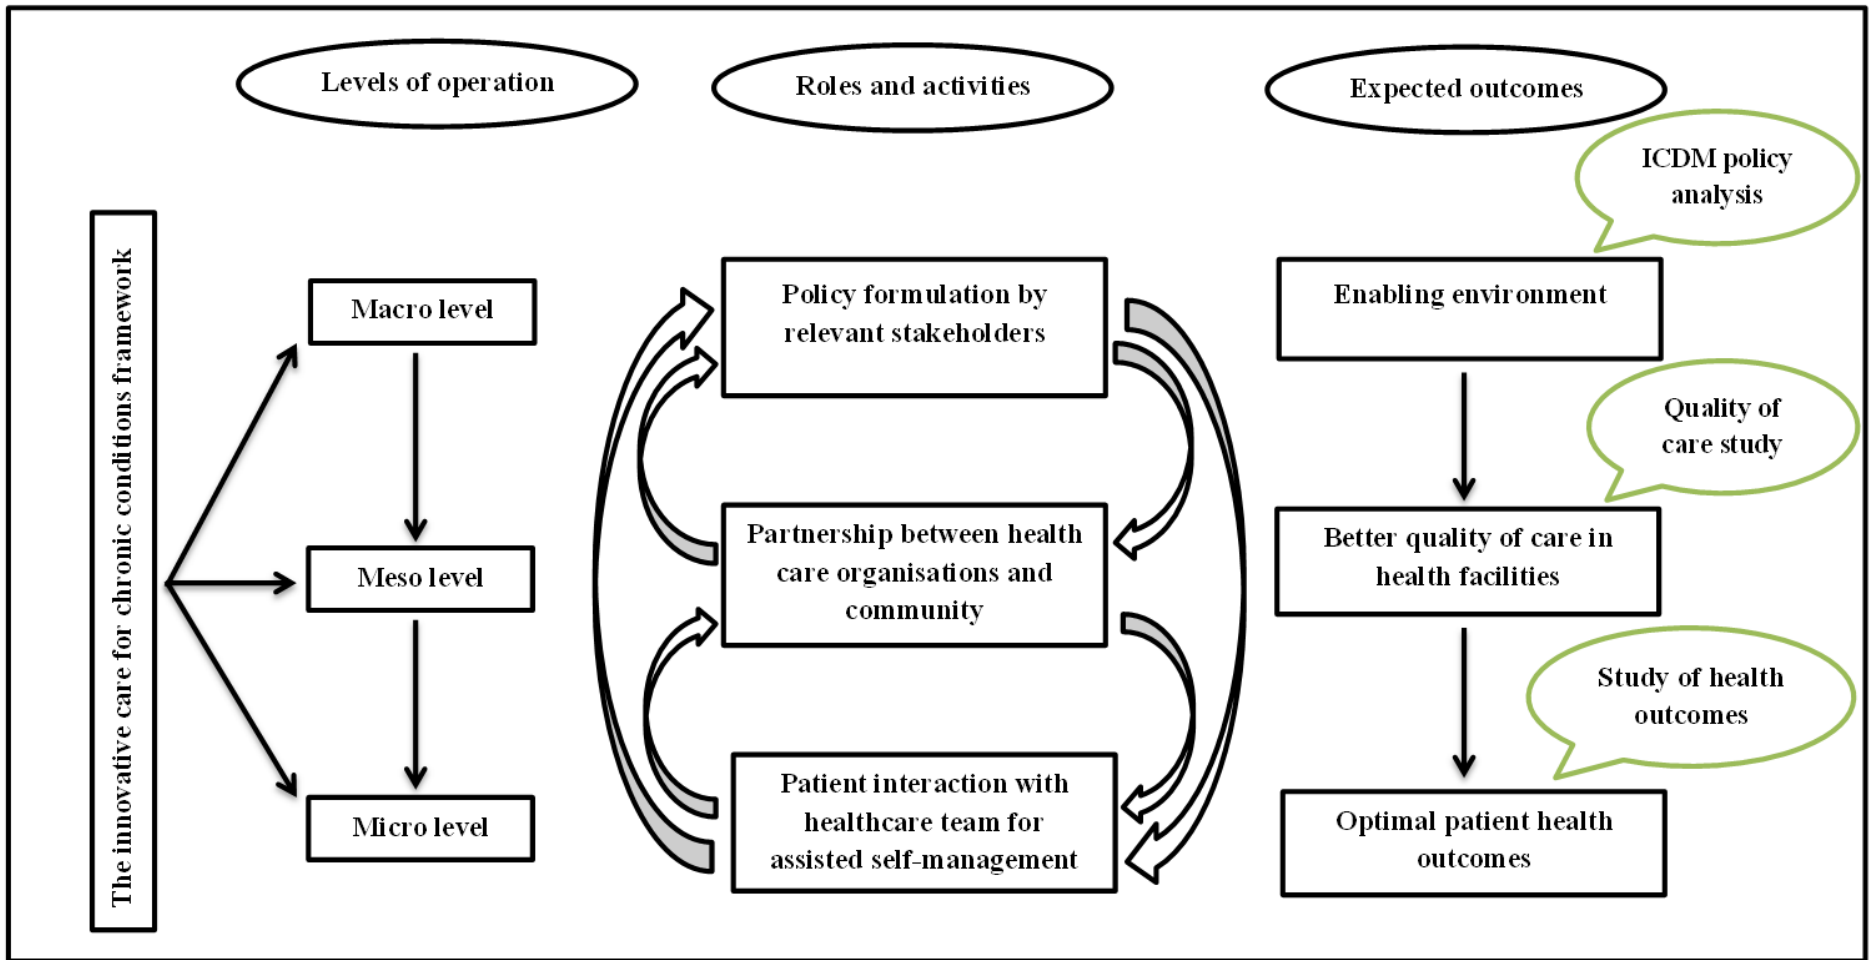 Levels of operation
Roles and activities
Expected outcomes
ICDM policy
analysis
The innovative care for chronic conditions framework
Macro level
Policy formulation by
relevant stakeholders
Enabling environment
Quality of
care study
Meso level
Partnership between health
care organisations and
community
Better quality of care in
health facilities
Study of health
outcomes
Micro level
Patient interaction with
healthcare team for
assisted self-management
Optimal patient health
outcomes